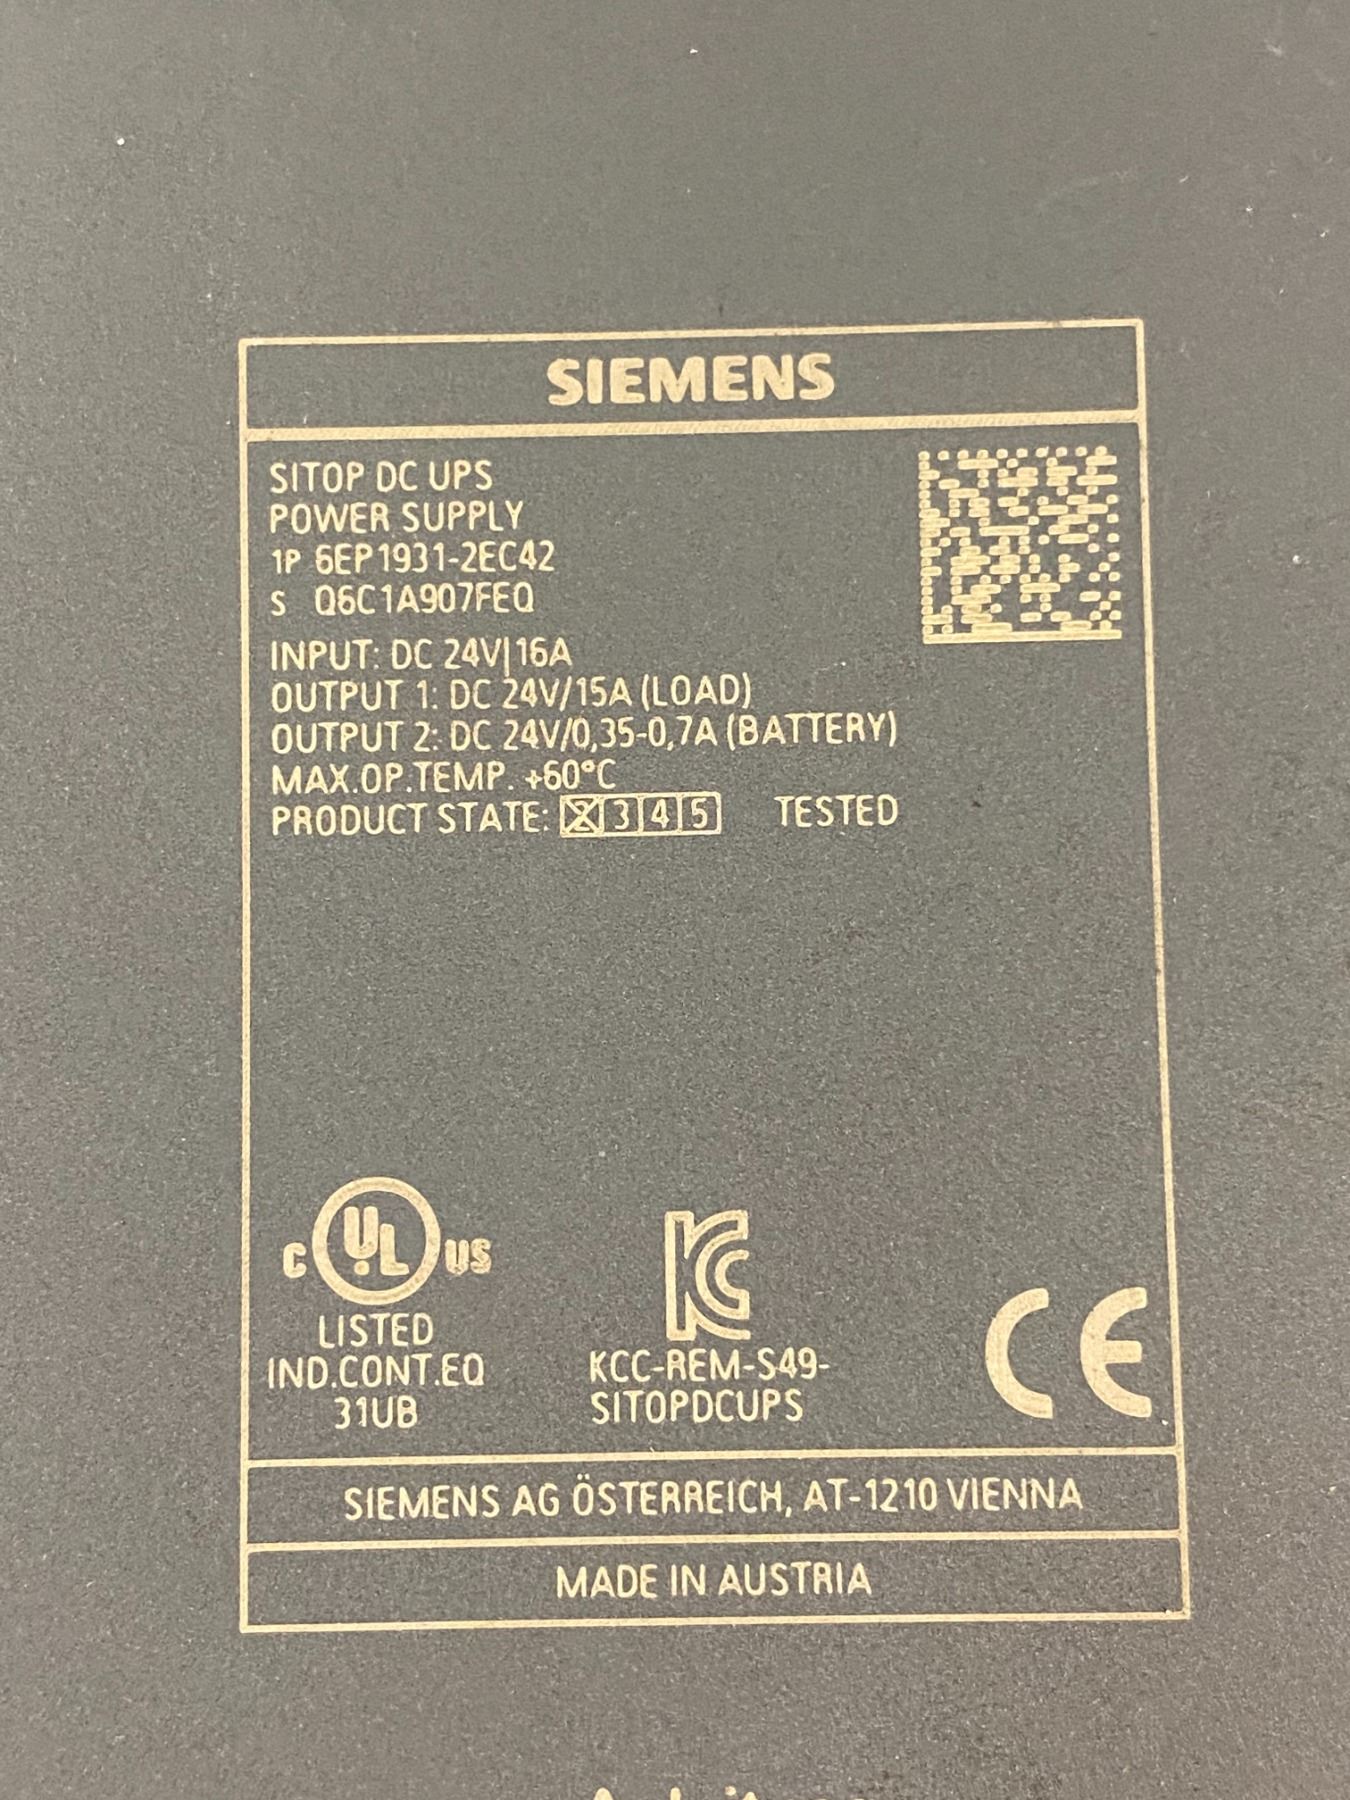 SIEMENS
SITOP DC UPS
POWER SUPPLY
1P 6EP1931-2EC42
S Q6C1A907FEQ
INPUT: DC 24V|16A
OUTPUT 1: DC 24V/15A (LOAD)
OUTPUT 2: DC 24V/0,35-0,7A (BATTERY)
MAX.OP.TEMP. +60°C
PRODUCT STATE: 2 3 4 5 TESTED
C UL US
LISTED
IND.CONT.EQ
31UB
KC
KCC-REM-S49-
SITOPDCUPS
CE
SIEMENS AG ÖSTERREICH, AT-1210 VIENNA
MADE IN AUSTRIA